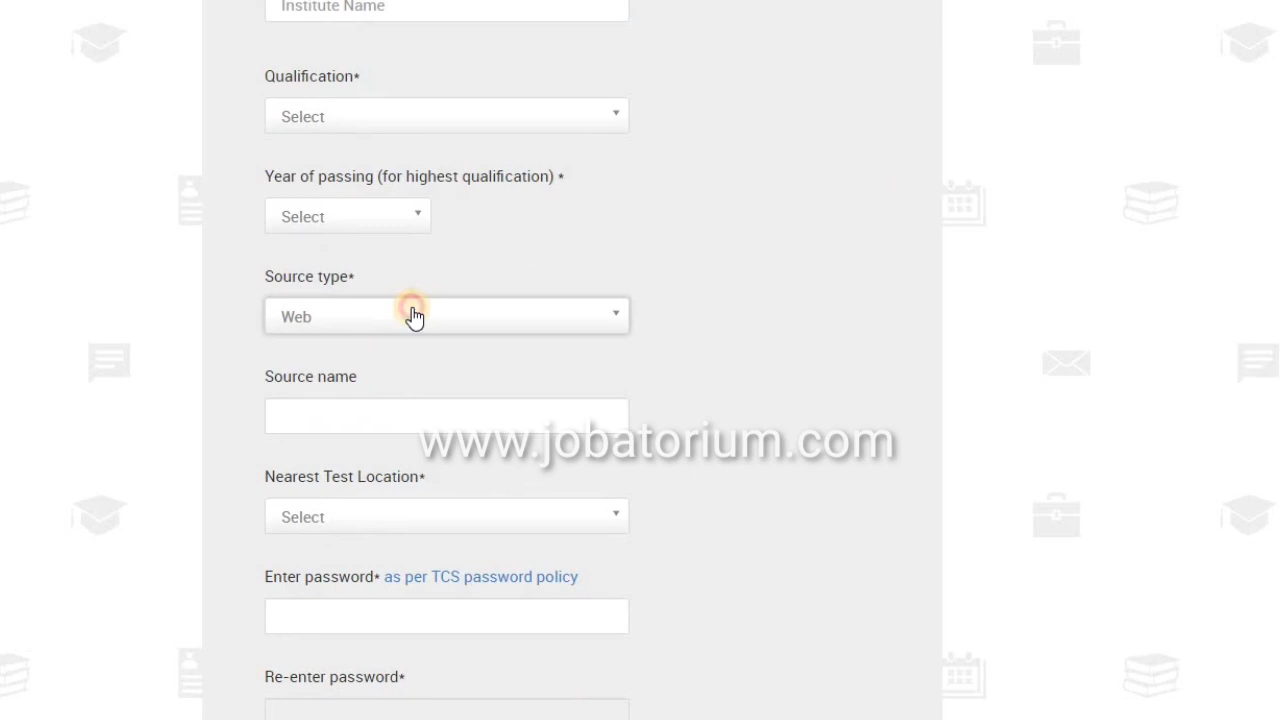 Institute Name
Qualification*
Select
Year of passing (for highest qualification) *
Select
Source type*
Web
Source name
www.jobatorium.com
Nearest Test Location*
Select
Enter password* as per TCS password policy
Re-enter password*